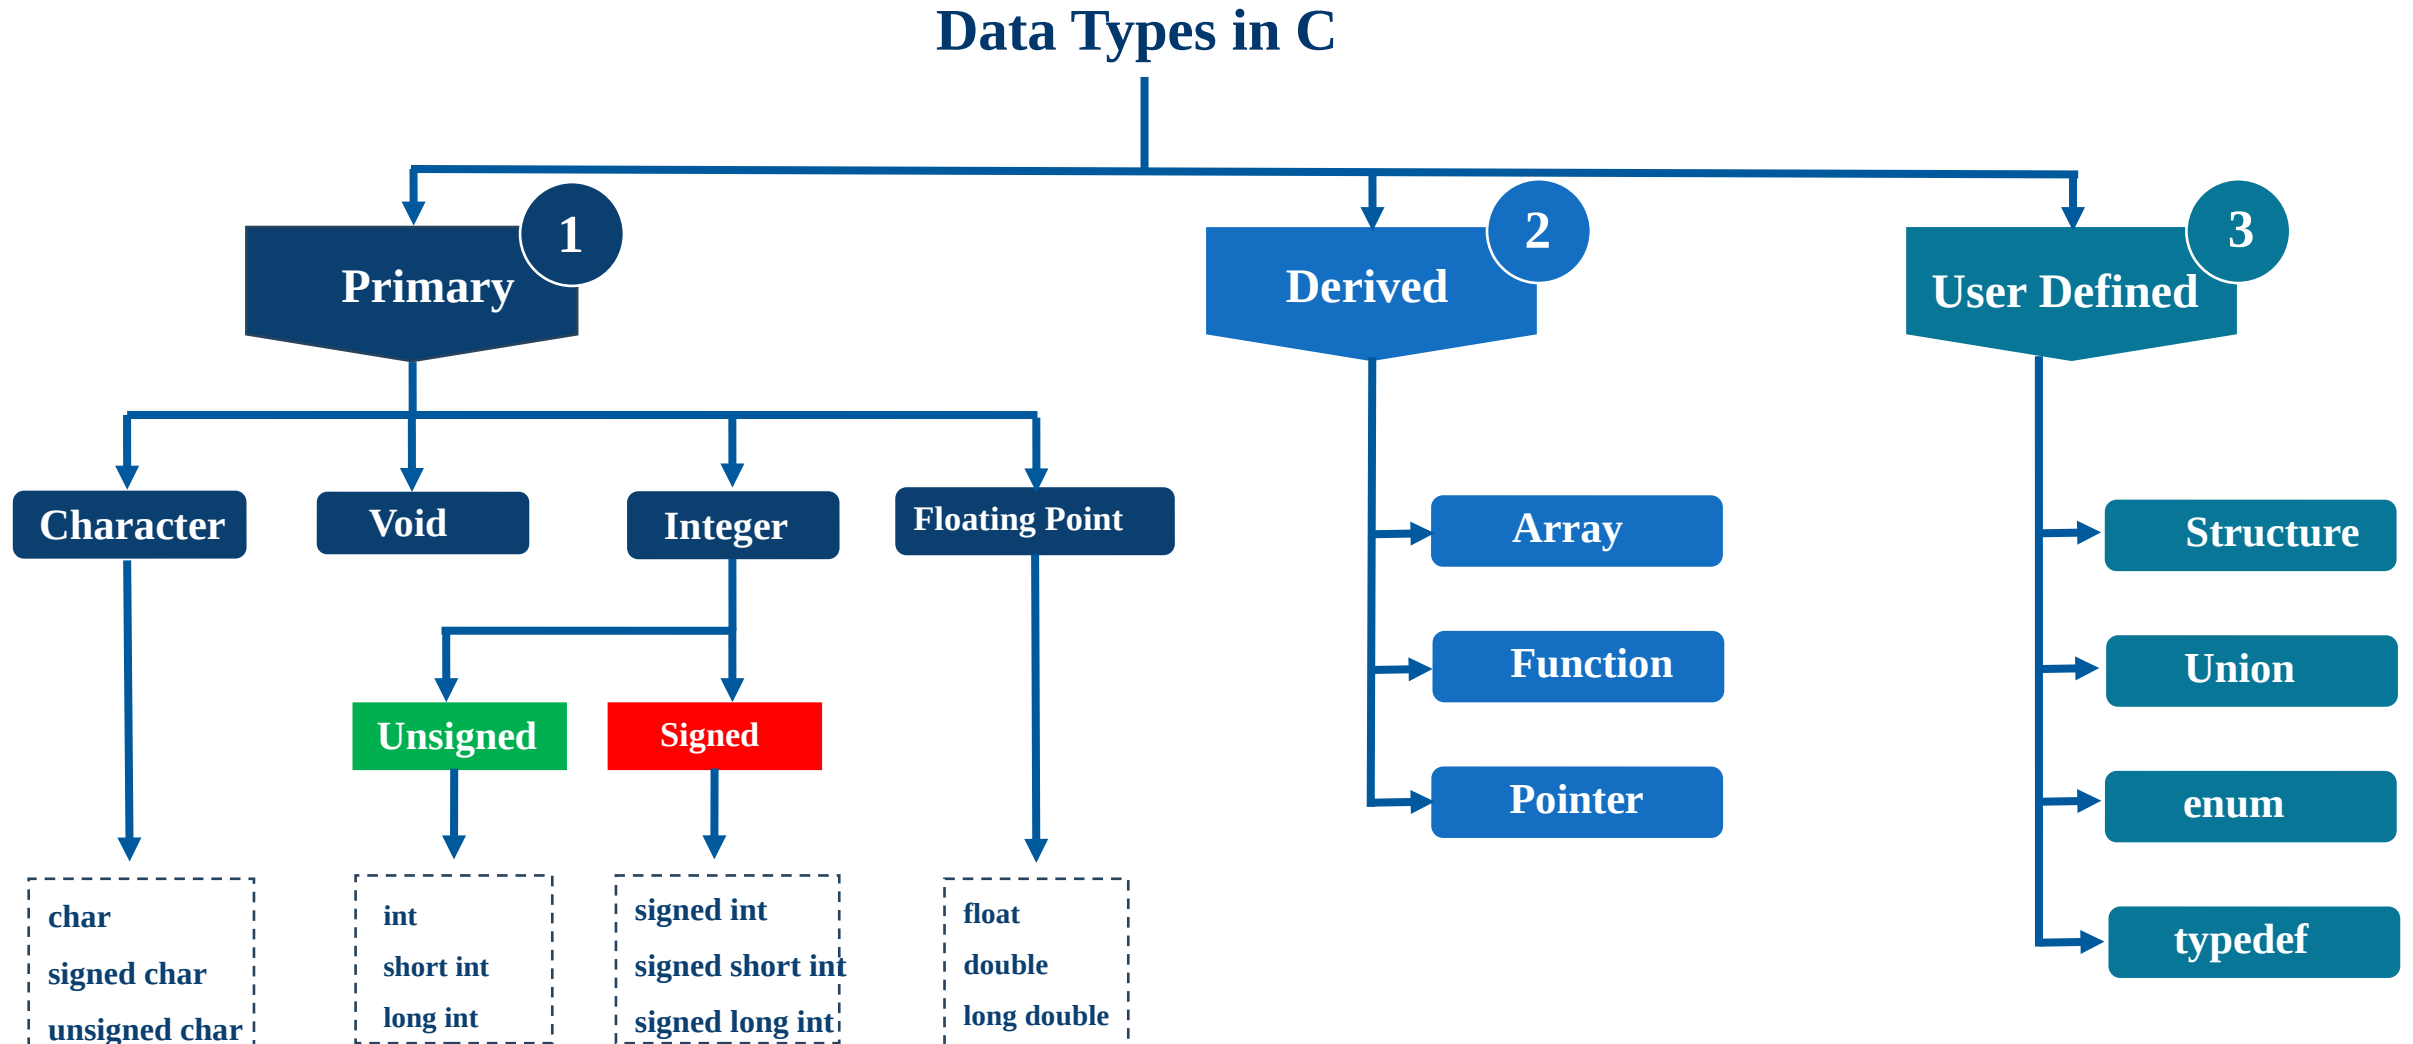 Data Types in C
1
Primary
2
Derived
3
User Defined
Character
Void
Integer
Floating Point
Unsigned
Signed
char
signed char
unsigned char
int
short int
long int
signed int
signed short int
signed long int
float
double
long double
Array
Function
Pointer
Structure
Union
enum
typedef